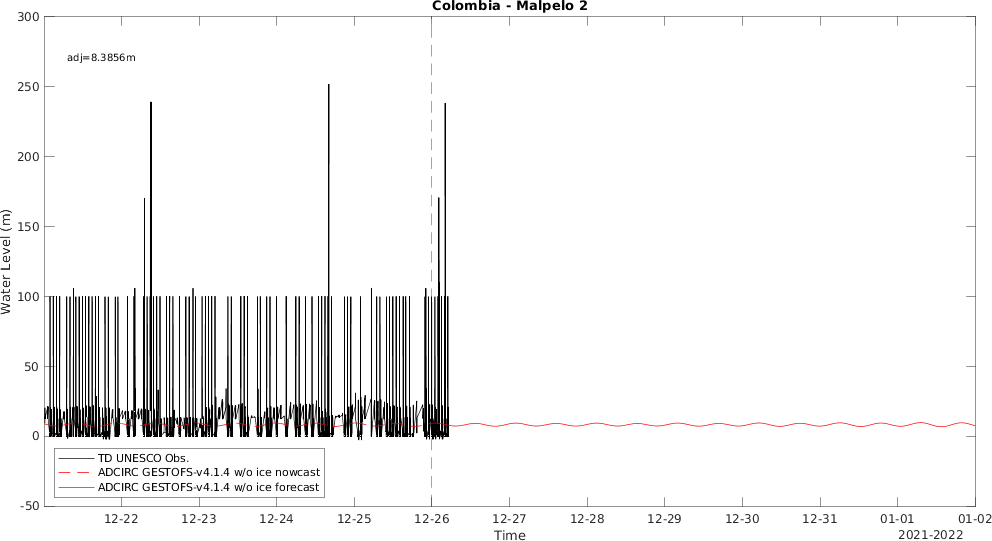 Colombia - Malpelo 2
300
adj=8.3856m
250
200
150
100
50
0
-50
Water Level (m)
TD UNESCO Obs.
ADCIRC GESTOFS-v4.1.4 w/o ice nowcast
ADCIRC GESTOFS-v4.1.4 w/o ice forecast
12-22 12-23 12-24 12-25 12-26 12-27 12-28 12-29 12-30 12-31 01-01 01-02
Time
2021-2022